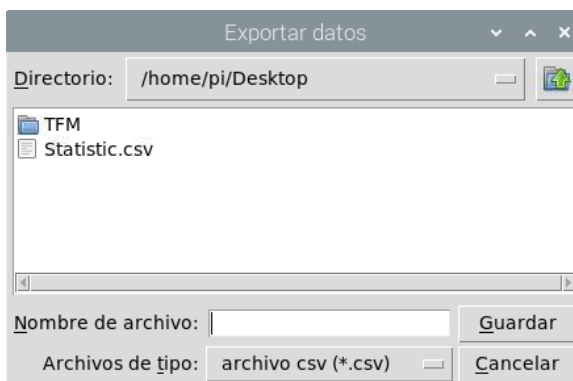 Exportar datos
Directorio: /home/pi/Desktop
TFM
Statistic.csv
Nombre de archivo: Guardar
Archivos de tipo: archivo csv (*.csv) Cancelar